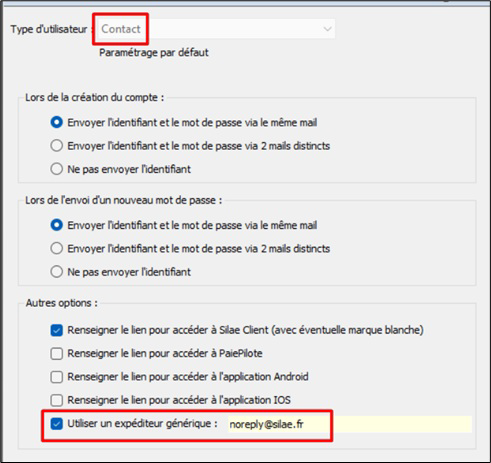 Type d'utilisateur : Contact
Paramétrage par défaut
Lors de la création du compte :
Envoyer l'identifiant et le mot de passe via le même mail
Envoyer l'identifiant et le mot de passe via 2 mails distincts
Ne pas envoyer l'identifiant
Lors de l'envoi d'un nouveau mot de passe :
Envoyer l'identifiant et le mot de passe via le même mail
Envoyer l'identifiant et le mot de passe via 2 mails distincts
Ne pas envoyer l'identifiant
Autres options :
Renseigner le lien pour accéder à Silae Client (avec éventuelle marque blanche)
Renseigner le lien pour accéder à PaiePilote
Renseigner le lien pour accéder à l'application Android
Renseigner le lien pour accéder à l'application IOS
Utiliser un expéditeur générique : noreply@silae.fr